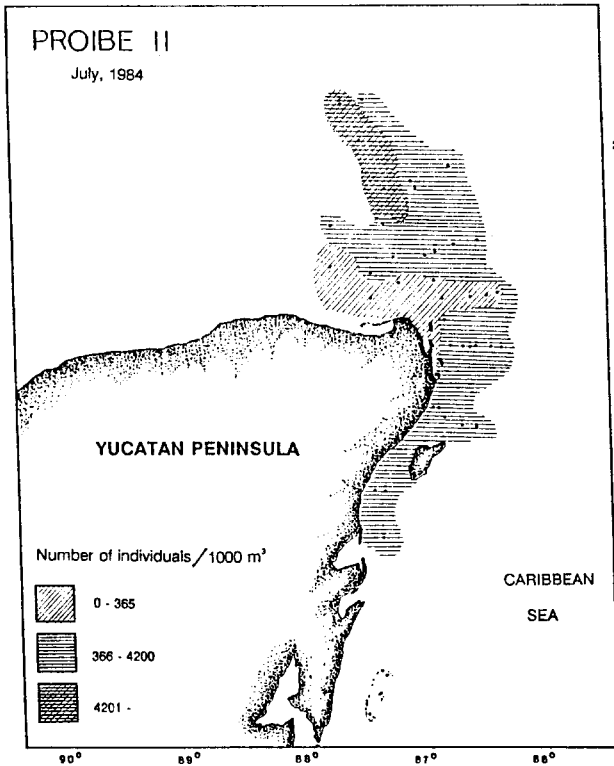 PROIBE II
July, 1984
YUCATAN PENINSULA
Number of individuals/1000 m³
0 - 365
366 - 4200
4201 -
CARIBBEAN
SEA
90° 89° 88° 87° 86°